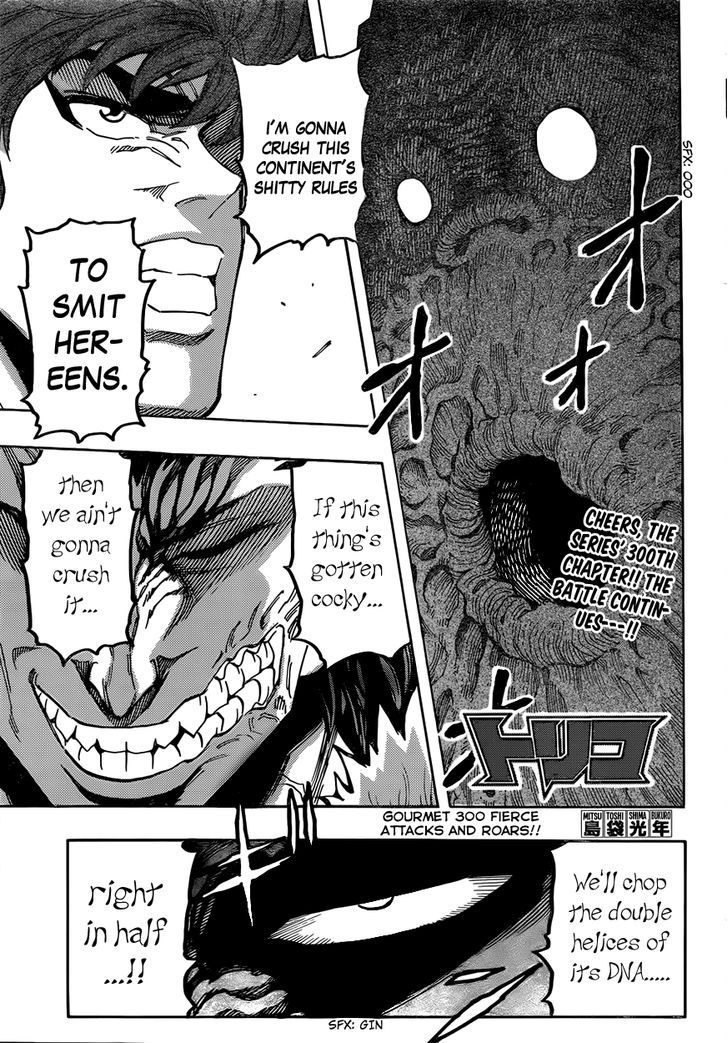 SFX: OOO
オオオオ
I'M GONNA
CRUSH THIS
CONTINENT'S
SHITTY RULES
TO
SMIT
HER-
EENS.
CHEERS, THE
SERIES' 300TH
CHAPTER!! THE
BATTLE CONTIN-
UES---!!
トリコ
GOURMET 300 FIERCE
ATTACKS AND ROARS!!
MITSU TOSHI SHIMA BUKURO
島袋光年
If this
thing's
gotten
cocky...
then
we ain't
gonna
crush
it...
We'll chop
the double
helices of
its DNA.....
right
in half
...!!
SFX: GIN